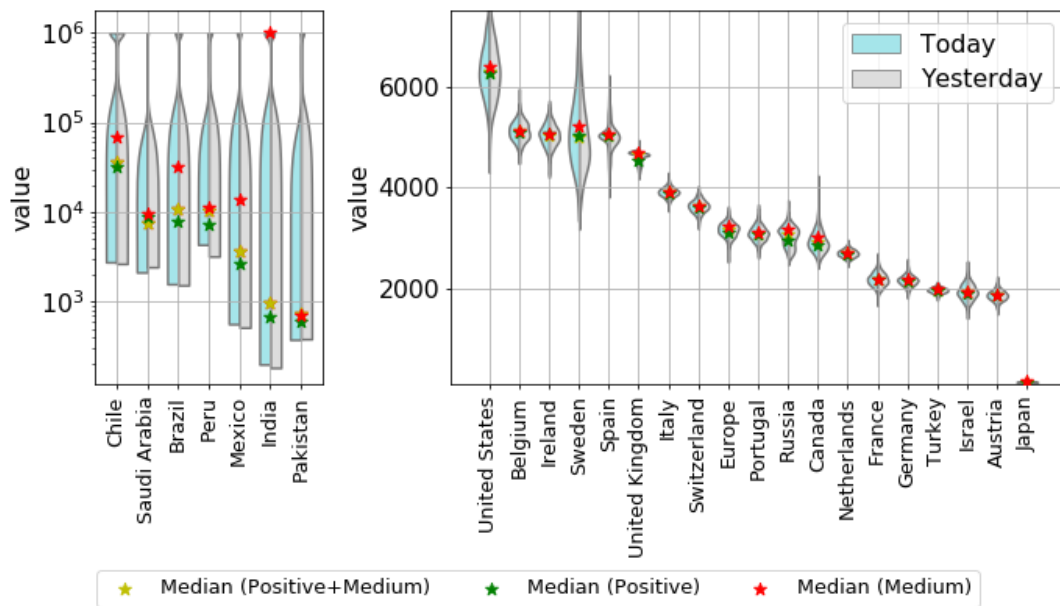 10^6
10^5
10^4
10^3
value
Chile
Saudi Arabia
Brazil
Peru
Mexico
India
Pakistan
6000
4000
2000
value
Today
Yesterday
United States
Belgium
Ireland
Sweden
Spain
United Kingdom
Italy
Switzerland
Europe
Portugal
Russia
Canada
Netherlands
France
Germany
Turkey
Israel
Austria
Japan
Median (Positive+Medium) Median (Positive) Median (Medium)